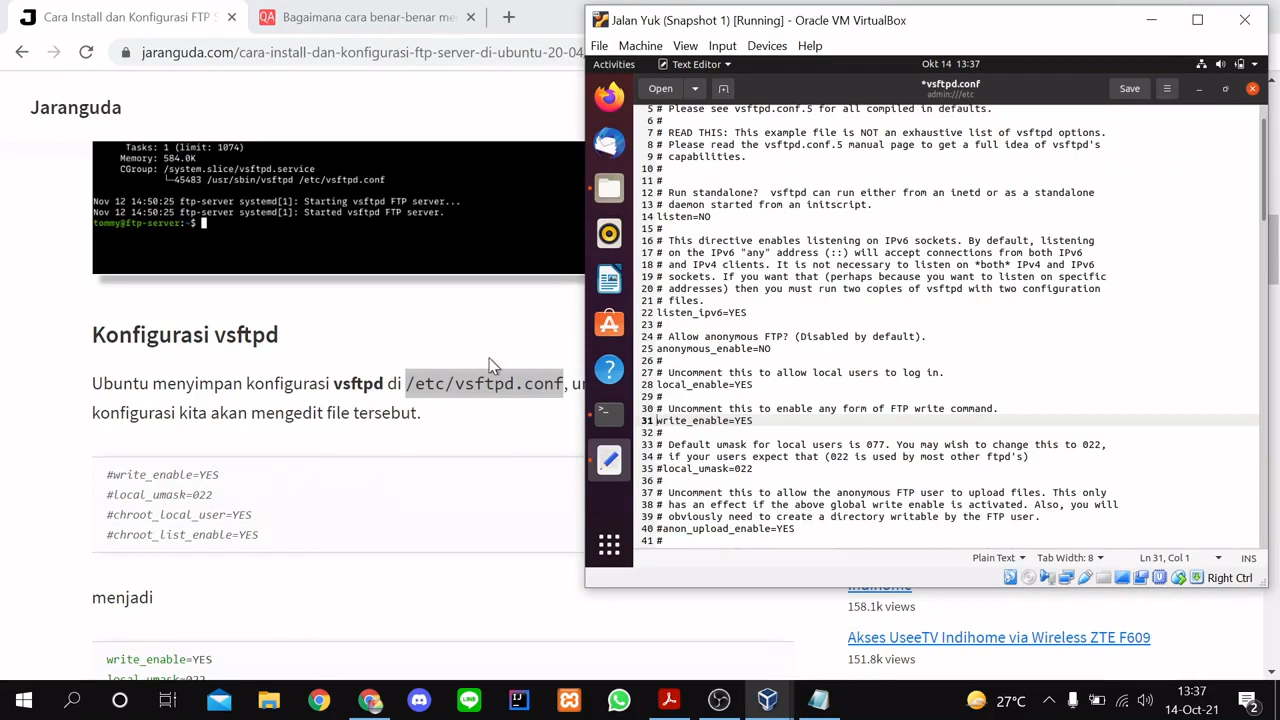 Cara Install dan Konfigurasi FTP S
Bagaimana cara benar-benar me
jaranguda.com/cara-install-dan-konfigurasi-ftp-server-di-ubuntu-20-04
Jaranguda
Tasks: 1 (limit: 1074)
Memory: 584.0K
CGroup: /system.slice/vsftpd.service
└─45483 /usr/sbin/vsftpd /etc/vsftpd.conf
Nov 12 14:50:25 ftp-server systemd[1]: Starting vsftpd FTP server...
Nov 12 14:50:25 ftp-server systemd[1]: Started vsftpd FTP server.
tommy@ftp-server:~$
Konfigurasi vsftpd
Ubuntu menyimpan konfigurasi vsftpd di /etc/vsftpd.conf, u
konfigurasi kita akan mengedit file tersebut.
#write_enable=YES
#local_umask=022
#chroot_local_user=YES
#chroot_list_enable=YES
menjadi
write_enable=YES
local_umask=022
Jalan Yuk (Snapshot 1) [Running] - Oracle VM VirtualBox
File Machine View Input Devices Help
Activities Text Editor Okt 14 13:37
Open *vsftpd.conf Save
admin:///etc
5 # Please see vsftpd.conf.5 for all compiled in defaults.
6 #
7 # READ THIS: This example file is NOT an exhaustive list of vsftpd options.
8 # Please read the vsftpd.conf.5 manual page to get a full idea of vsftpd's
9 # capabilities.
10 #
11 #
12 # Run standalone?  vsftpd can run either from an inetd or as a standalone
13 # daemon started from an initscript.
14 listen=NO
15 #
16 # This directive enables listening on IPv6 sockets. By default, listening
17 # on the IPv6 "any" address (::) will accept connections from both IPv6
18 # and IPv4 clients. It is not necessary to listen on *both* IPv4 and IPv6
19 # sockets. If you want that (perhaps because you want to listen on specific
20 # addresses) then you must run two copies of vsftpd with two configuration
21 # files.
22 listen_ipv6=YES
23 #
24 # Allow anonymous FTP? (Disabled by default).
25 anonymous_enable=NO
26 #
27 # Uncomment this to allow local users to log in.
28 local_enable=YES
29 #
30 # Uncomment this to enable any form of FTP write command.
31 write_enable=YES
32 #
33 # Default umask for local users is 077. You may wish to change this to 022,
34 # if your users expect that (022 is used by most other ftpd's)
35 #local_umask=022
36 #
37 # Uncomment this to allow the anonymous FTP user to upload files. This only
38 # has an effect if the above global write enable is activated. Also, you will
39 # obviously need to create a directory writable by the FTP user.
40 #anon_upload_enable=YES
41 #
Plain Text Tab Width: 8 Ln 31, Col 1 INS
Right Ctrl
Indihome
158.1k views
Akses UseeTV Indihome via Wireless ZTE F609
151.8k views
27°C
13:37
14-Oct-21
2